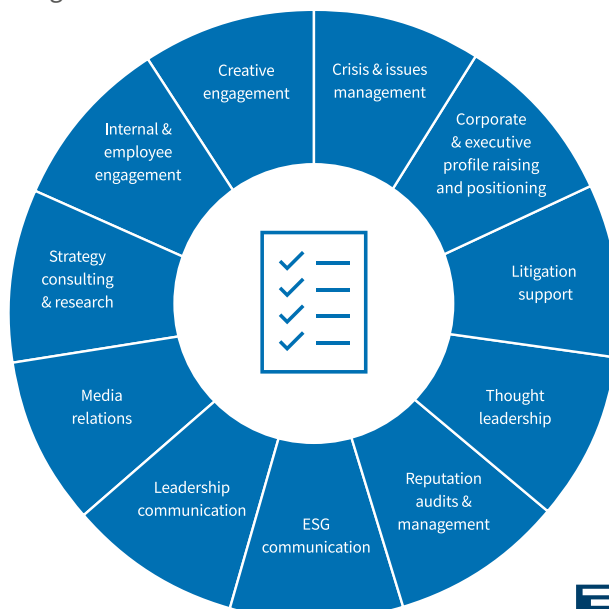 Creative
engagement
Crisis & issues
management
Corporate
& executive
profile raising
and positioning
Litigation
support
Thought
leadership
Reputation
audits &
management
ESG
communication
Leadership
communication
Media
relations
Strategy
consulting
& research
Internal &
employee
engagement